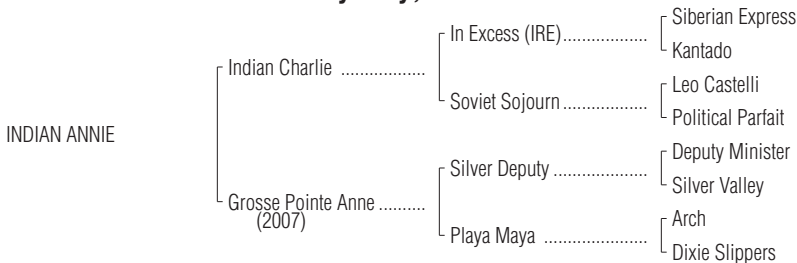 Siberian Express
In Excess (IRE)..................
Kantado
Indian Charlie ..................
Leo Castelli
Soviet Sojourn..................
Political Parfait
INDIAN ANNIE
Deputy Minister
Silver Deputy ....................
Silver Valley
Grosse Pointe Anne ..........
(2007)
Arch
Playa Maya ......................
Dixie Slippers